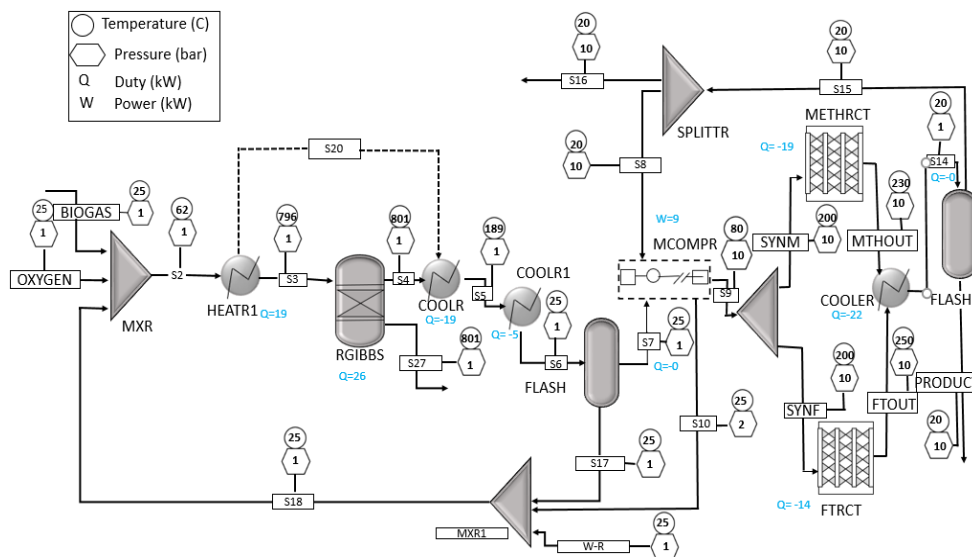 Temperature (C)
Pressure (bar)
Q Duty (kW)
W Power (kW)
20
10
S16
20
10
S15
SPLITTR
METHRCT
20
1
S14
Q=-0
Q= -19
S20
20
10
S8
25
1
BIOGAS
25
1
OXYGEN
62
1
S2
MXR
796
1
S3
HEATR1
Q=19
801
1
S4
RGIBBS
Q=26
COOLR
Q=-19
189
1
S5
COOLR1
Q= -5
801
1
S27
25
1
S6
FLASH
W=9
MCOMPR
80
10
S9
SYNM
200
10
230
10
MTHOUT
COOLER
Q=-22
FLASH
25
1
S7
Q=-0
25
2
S10
200
10
SYNF
250
10
FTOUT
PRODUCT
20
10
FTRCT
Q= -14
25
1
S17
25
1
S18
MXR1
25
1
W-R